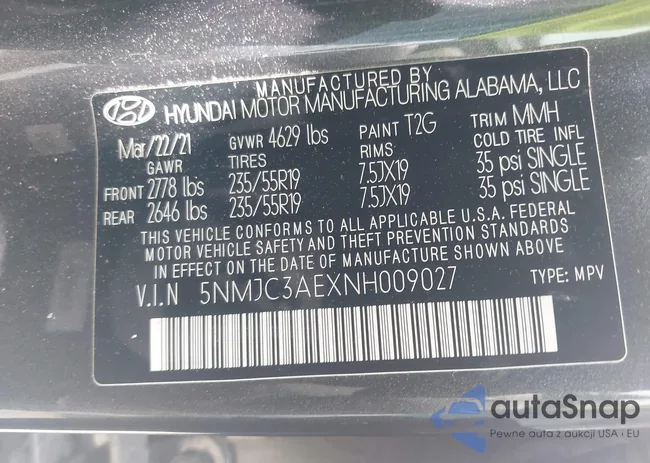 MANUFACTURED BY
HYUNDAI MOTOR MANUFACTURING ALABAMA, LLC
Mar/22/21 GVWR 4629 lbs PAINT T2G TRIM MMH
GAWR TIRES RIMS COLD TIRE INFL
FRONT 2778 lbs 235/55R19 7.5JX19 35 psi SINGLE
REAR 2646 lbs 235/55R19 7.5JX19 35 psi SINGLE
THIS VEHICLE CONFORMS TO ALL APPLICABLE U.S.A. FEDERAL
MOTOR VEHICLE SAFETY AND THEFT PREVENTION STANDARDS
IN EFFECT ON THE DATE OF MANUFACTURE SHOWN ABOVE
V.I.N 5NMJC3AEXNH009027 TYPE: MPV
autaSnap
Pewne auta z aukcji USA i EU